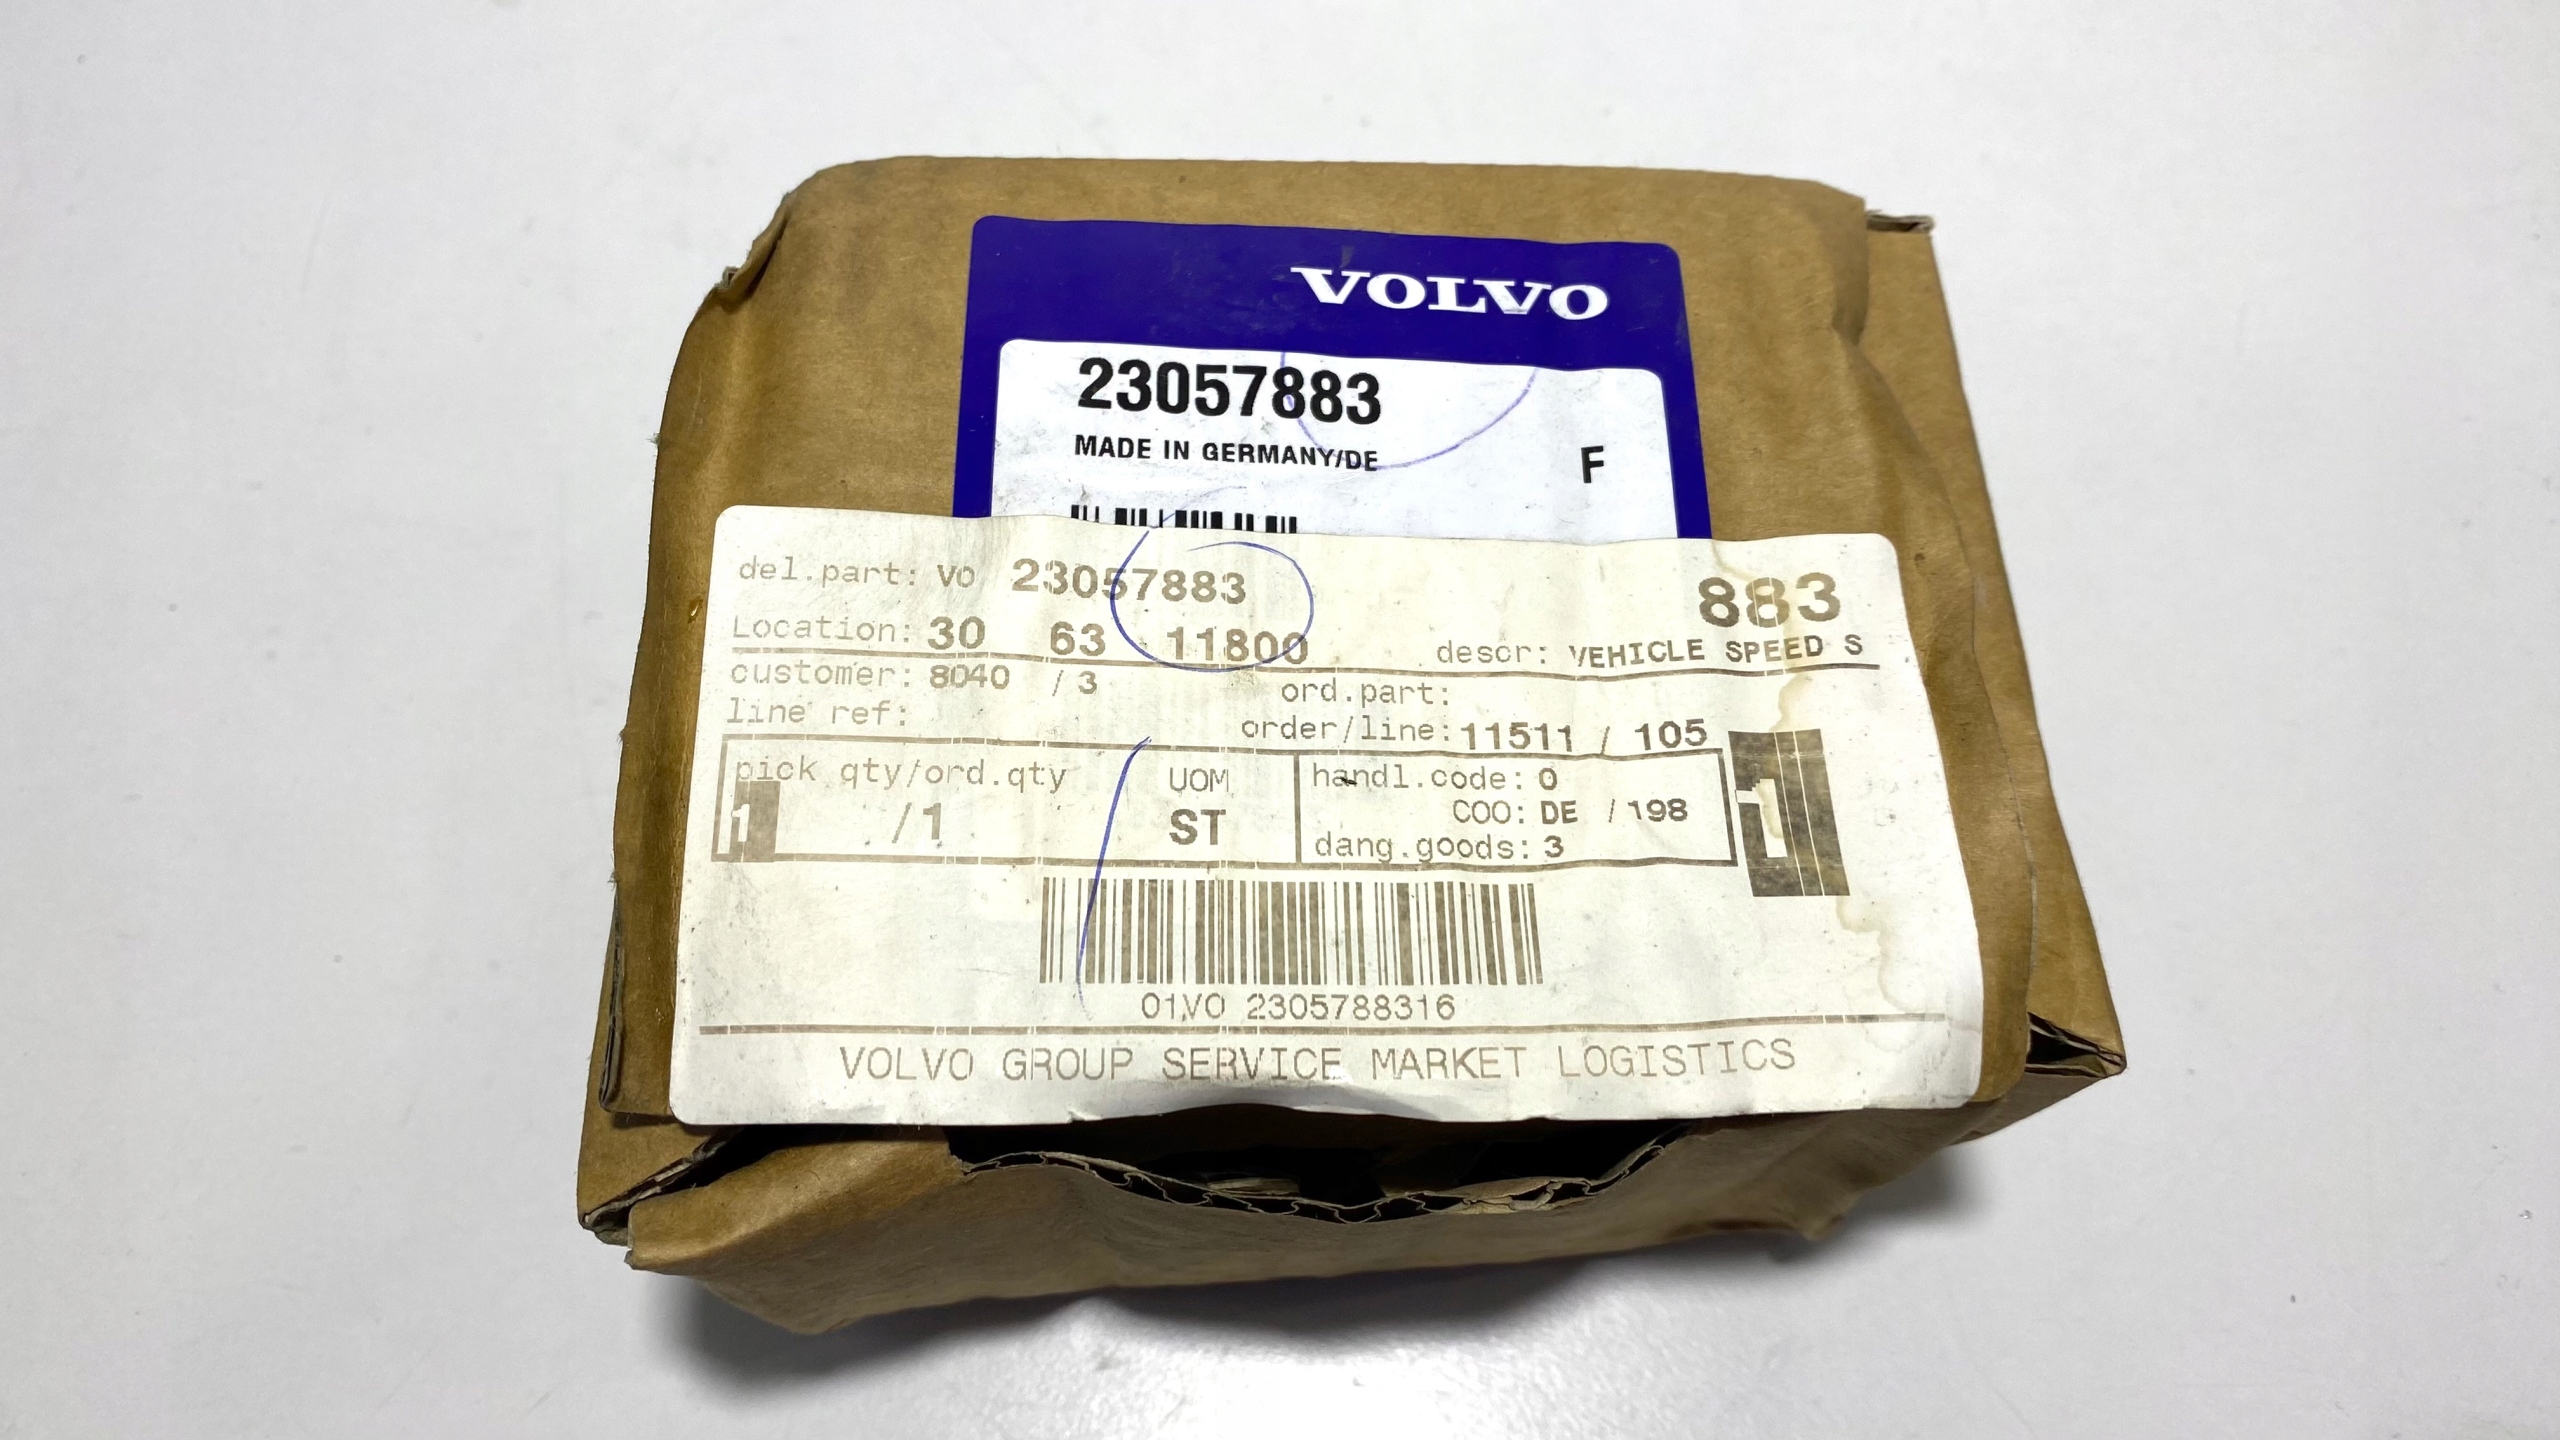 VOLVO
23057883
MADE IN GERMANY/DE
F
del.part: VO 23057883
883
Location: 30 63 11800
descr: VEHICLE SPEED S
customer: 8040 / 3
ord.part:
line ref:
order/line: 11511 / 105
pick qty/ord.qty
UOM
handl.code: 0
1 /1
ST
COO: DE / 198
1
dang.goods: 3
01VO 2305788316
VOLVO GROUP SERVICE MARKET LOGISTICS